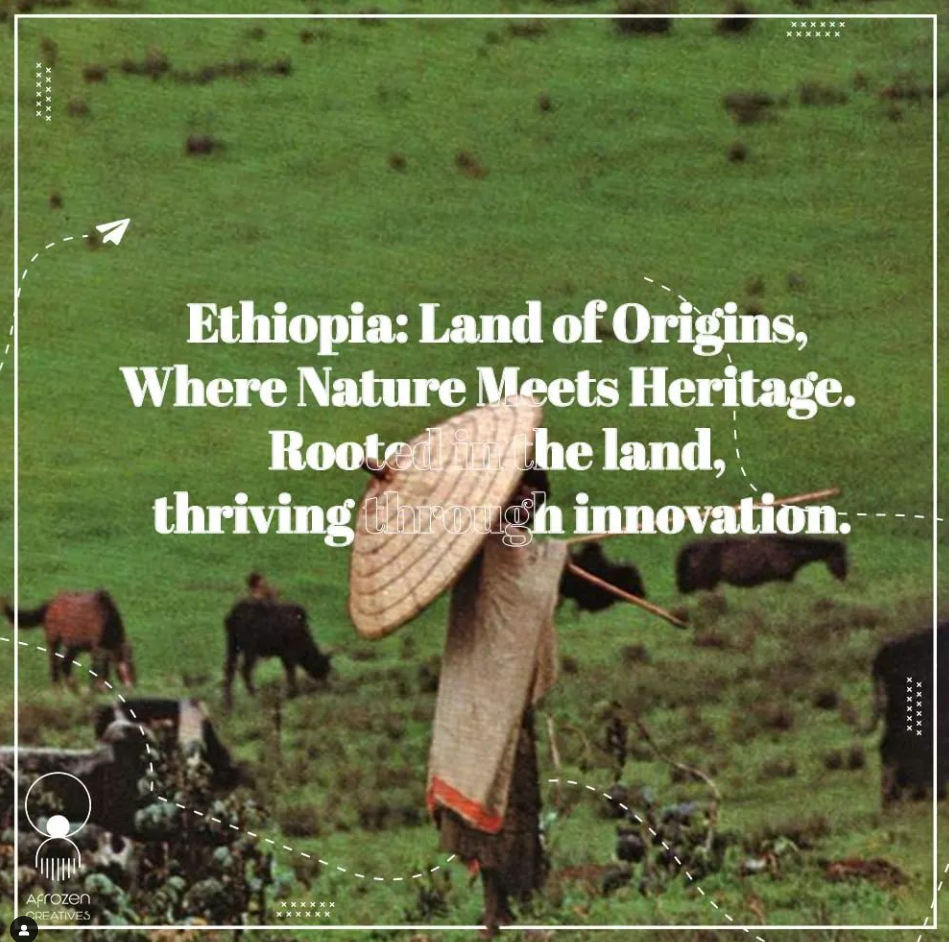 Ethiopia: Land of Origins,
Where Nature Meets Heritage.
Rooted in the land,
thriving through innovation.
Afrozen
CREATIVES